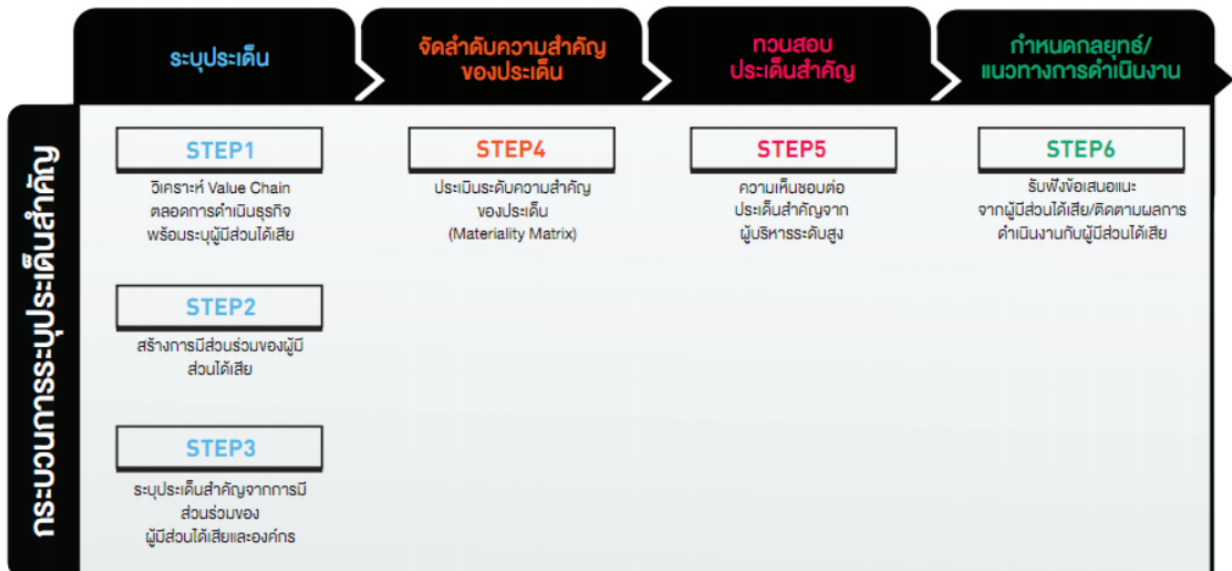 ระบุประเด็น
จัดลำดับความสำคัญ
ของประเด็น
ทวนสอบ
ประเด็นสำคัญ
กำหนดกลยุทธ์/
แนวทางการดำเนินงาน
กระบวนการระบุประเด็นสำคัญ
STEP1
วิเคราะห์ Value Chain
ตลอดการดำเนินธุรกิจ
พร้อมระบุผู้มีส่วนได้เสีย
STEP2
สร้างการมีส่วนร่วมของผู้มี
ส่วนได้เสีย
STEP3
ระบุประเด็นสำคัญจากการมี
ส่วนร่วมของ
ผู้มีส่วนได้เสียและองค์กร
STEP4
ประเมินระดับความสำคัญ
ของประเด็น
(Materiality Matrix)
STEP5
ความเห็นชอบต่อ
ประเด็นสำคัญจาก
ผู้บริหารระดับสูง
STEP6
รับฟังข้อเสนอแนะ
จากผู้มีส่วนได้เสีย/ติดตามผลการ
ดำเนินงานกับผู้มีส่วนได้เสีย